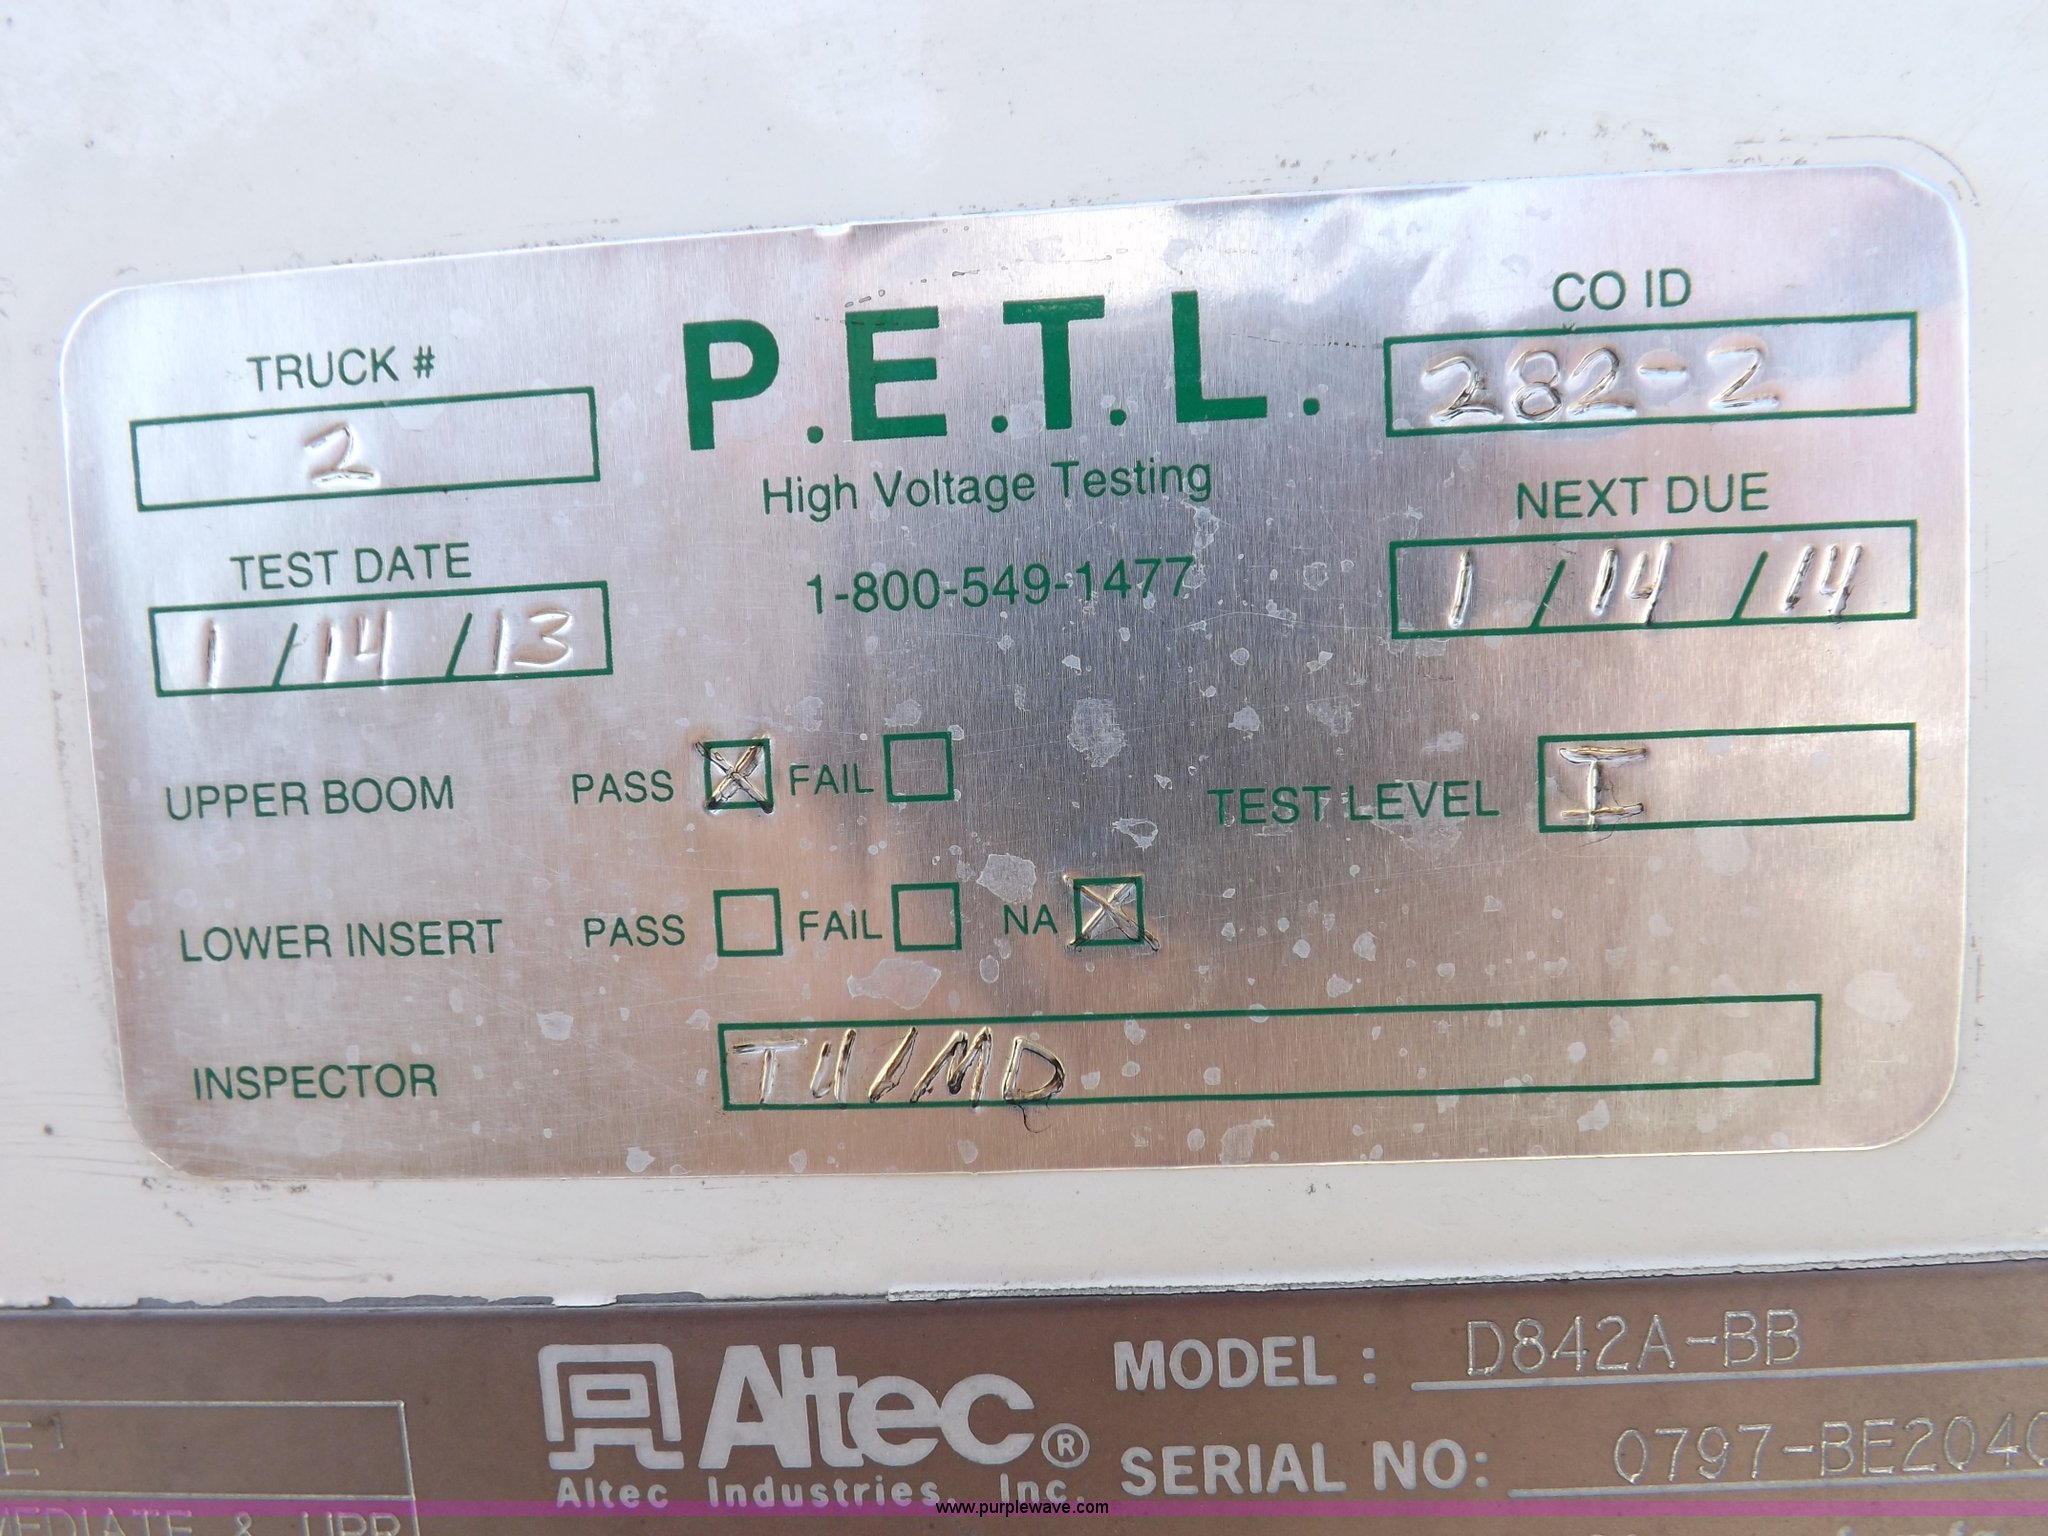 TRUCK # P.E.T.L. CO ID
2 282-2
High Voltage Testing NEXT DUE
TEST DATE 1-800-549-1477 1/14/14
1/14/13
UPPER BOOM PASS X FAIL TEST LEVEL I
LOWER INSERT PASS FAIL NA X
INSPECTOR
Altec® MODEL: D842A-BB
Altec Industries, Inc. SERIAL NO: 0797-BE204
www.purplewave.com